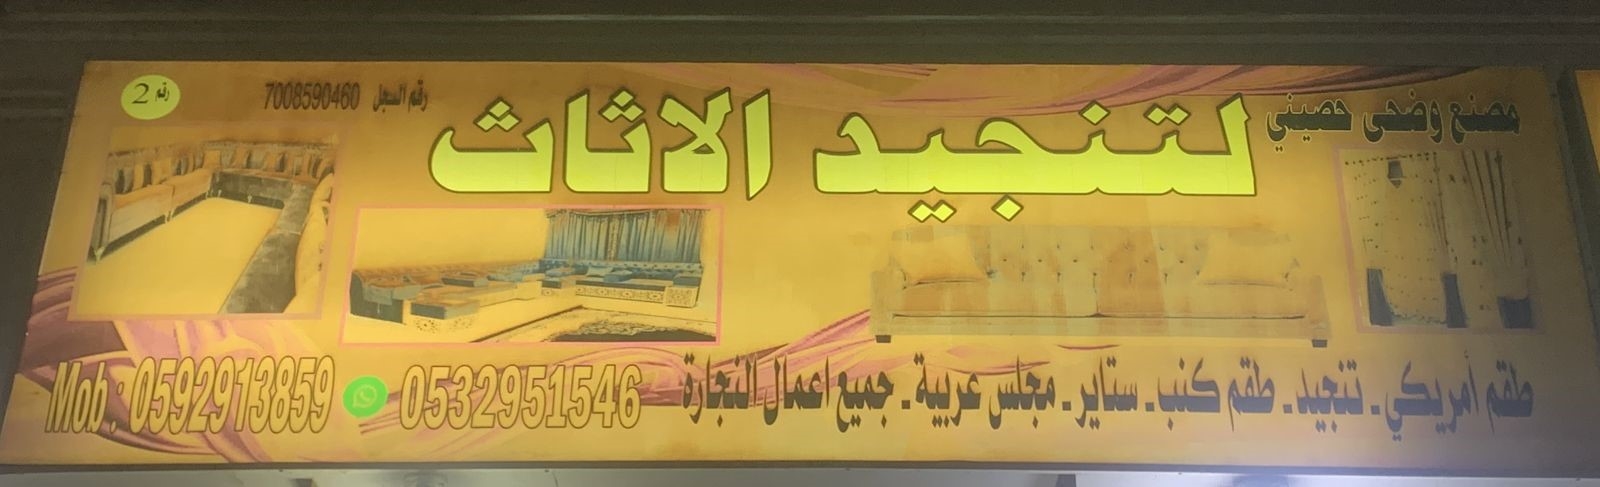 مصنع وضحى حصيني
لتنجيد الاثاث
رقم السجل 7008590460
رقم 2
طقم أمريكي. تنجيد. طقم كنب. ستاير. مجلس عربية. جميع اعمال النجارة
0532951546
Mob : 0592913859